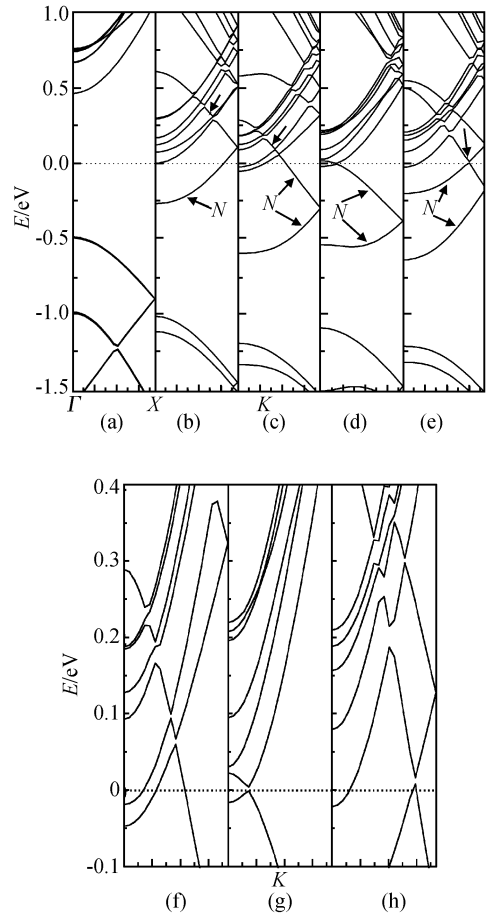 1.0
0.5
0.0
-0.5
-1.0
-1.5
E/eV
N
N
N
N
Γ X K
(a) (b) (c) (d) (e)
0.4
0.3
0.2
0.1
0
-0.1
E/eV
K
(f) (g) (h)